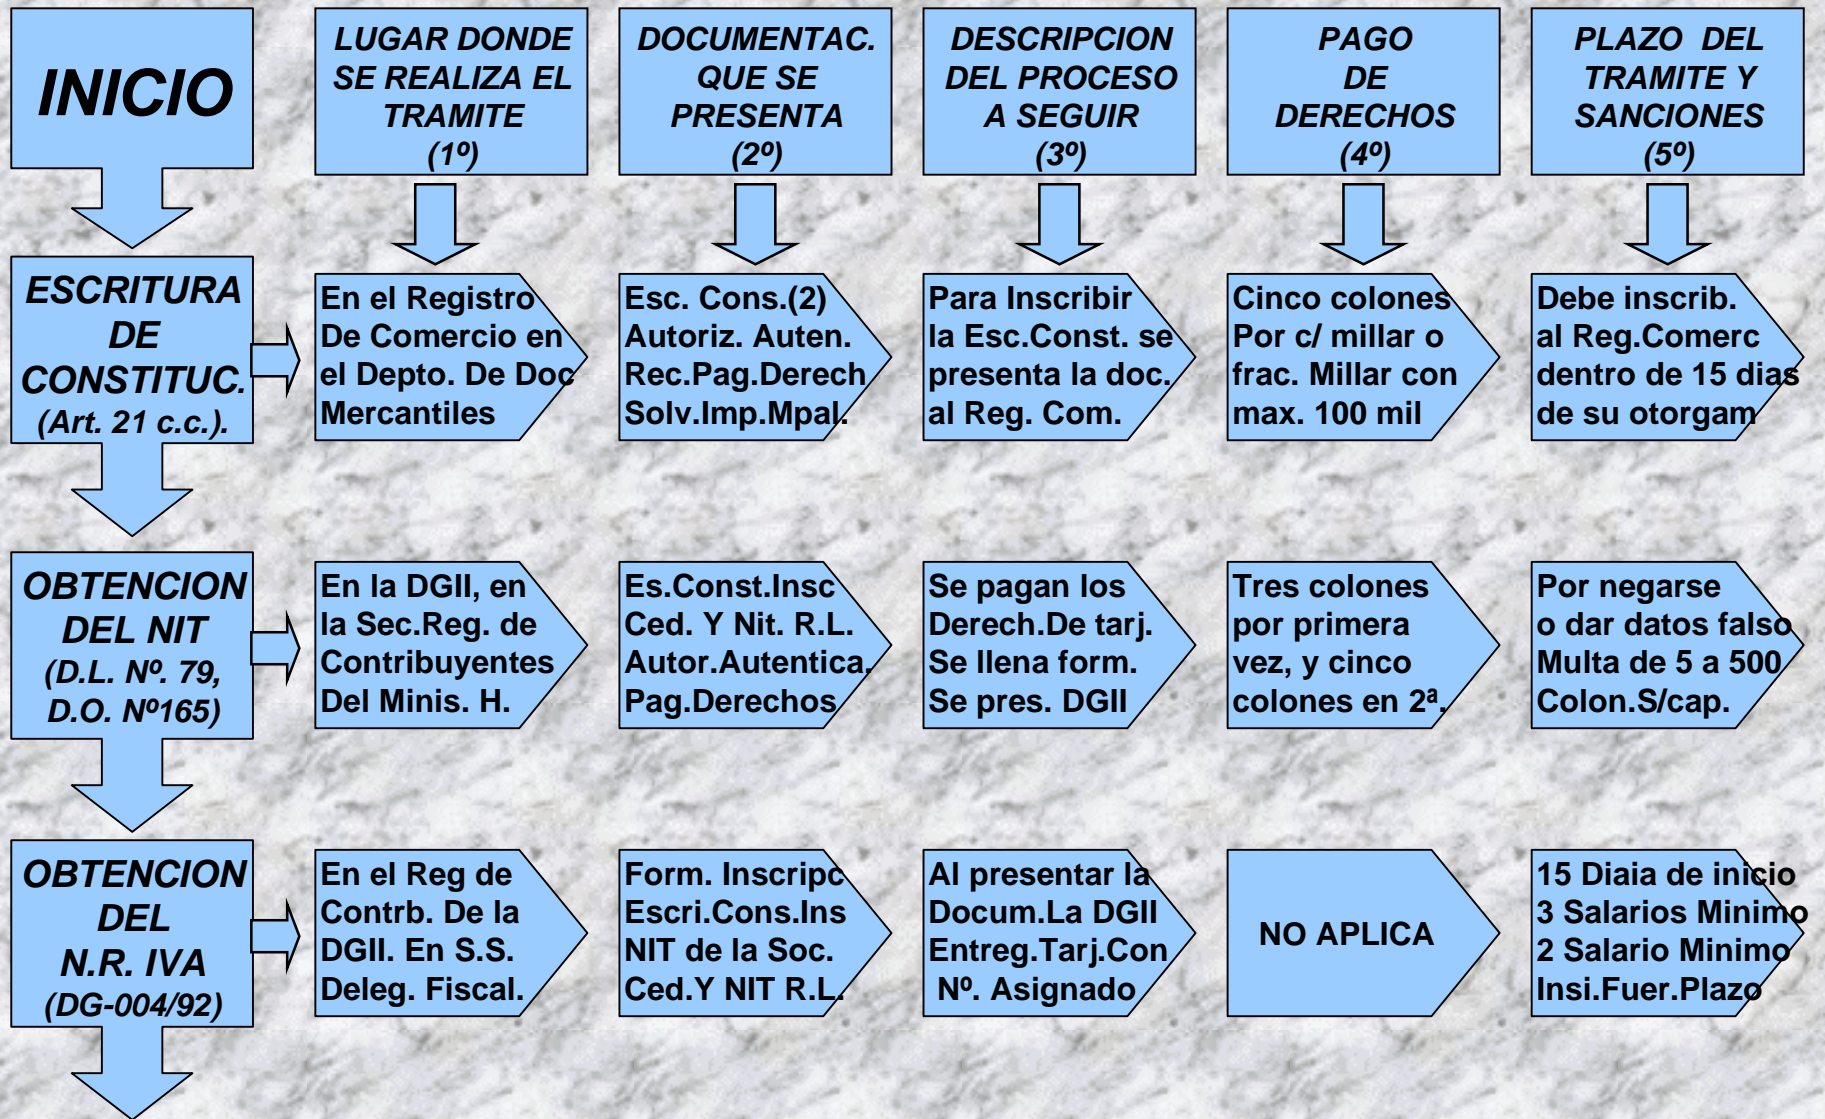 INICIO
LUGAR DONDE
SE REALIZA EL
TRAMITE
(1º)
DOCUMENTAC.
QUE SE
PRESENTA
(2º)
DESCRIPCION
DEL PROCESO
A SEGUIR
(3º)
PAGO
DE
DERECHOS
(4º)
PLAZO DEL
TRAMITE Y
SANCIONES
(5º)
ESCRITURA
DE
CONSTITUC.
(Art. 21 c.c.).
En el Registro
De Comercio en
el Depto. De Doc
Mercantiles
Esc. Cons.(2)
Autoriz. Auten.
Rec.Pag.Derech
Solv.Imp.Mpal.
Para Inscribir
la Esc.Const. se
presenta la doc.
al Reg. Com.
Cinco colones
Por c/ millar o
frac. Millar con
max. 100 mil
Debe inscrib.
al Reg.Comerc
dentro de 15 dias
de su otorgam
OBTENCION
DEL NIT
(D.L. Nº. 79,
D.O. Nº165)
En la DGII, en
la Sec.Reg. de
Contribuyentes
Del Minis. H.
Es.Const.Insc
Ced. Y Nit. R.L.
Autor.Autentica.
Pag.Derechos
Se pagan los
Derech.De tarj.
Se llena form.
Se pres. DGII
Tres colones
por primera
vez, y cinco
colones en 2ª.
Por negarse
o dar datos falso
Multa de 5 a 500
Colon.S/cap.
OBTENCION
DEL
N.R. IVA
(DG-004/92)
En el Reg de
Contrb. De la
DGII. En S.S.
Deleg. Fiscal.
Form. Inscripc
Escri.Cons.Ins
NIT de la Soc.
Ced.Y NIT R.L.
Al presentar la
Docum.La DGII
Entreg.Tarj.Con
Nº. Asignado
NO APLICA
15 Diaia de inicio
3 Salarios Minimo
2 Salario Minimo
Insi.Fuer.Plazo